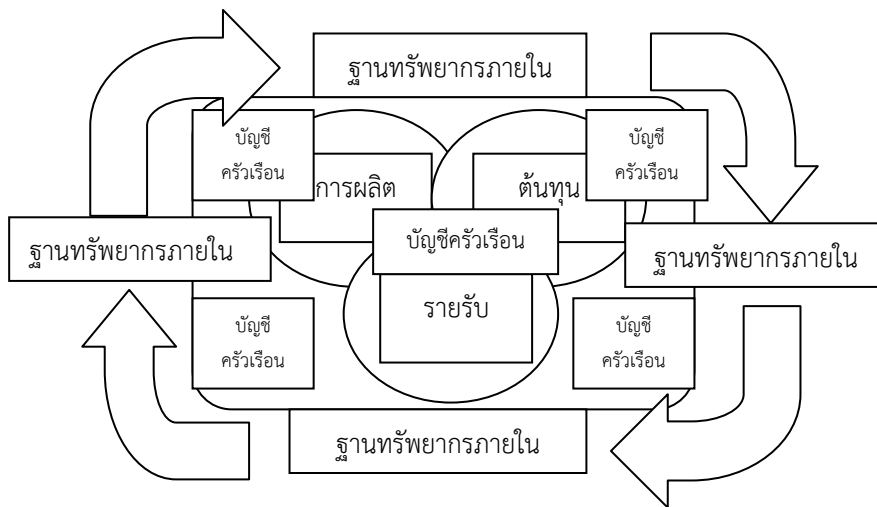 ฐานทรัพยากรภายใน
บัญชี
ครัวเรือน
บัญชี
ครัวเรือน
การผลิต
ต้นทุน
ฐานทรัพยากรภายใน
บัญชีครัวเรือน
ฐานทรัพยากรภายใน
รายรับ
บัญชี
ครัวเรือน
บัญชี
ครัวเรือน
ฐานทรัพยากรภายใน